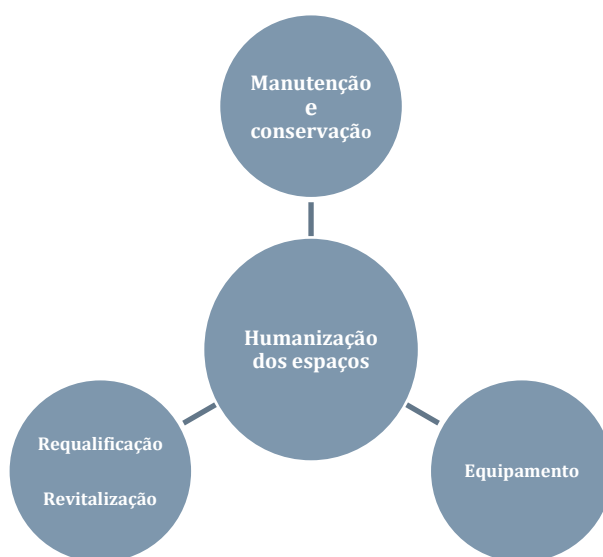 Manutenção
e
conservação
Humanização
dos espaços
Requalificação
Revitalização
Equipamento